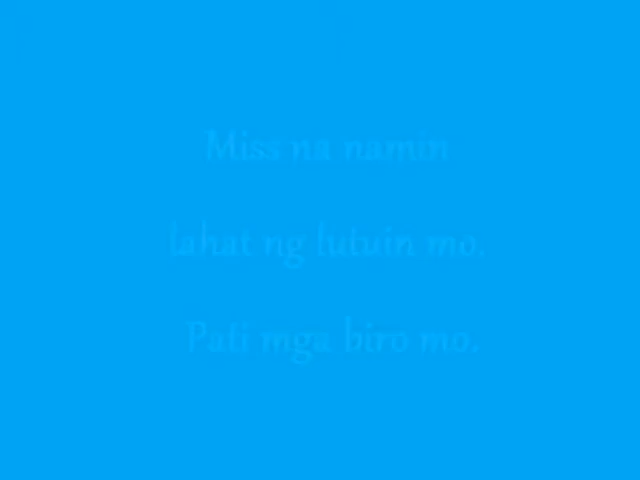 Miss na namin
lahat ng lutuin mo.
Pati mga biro mo.